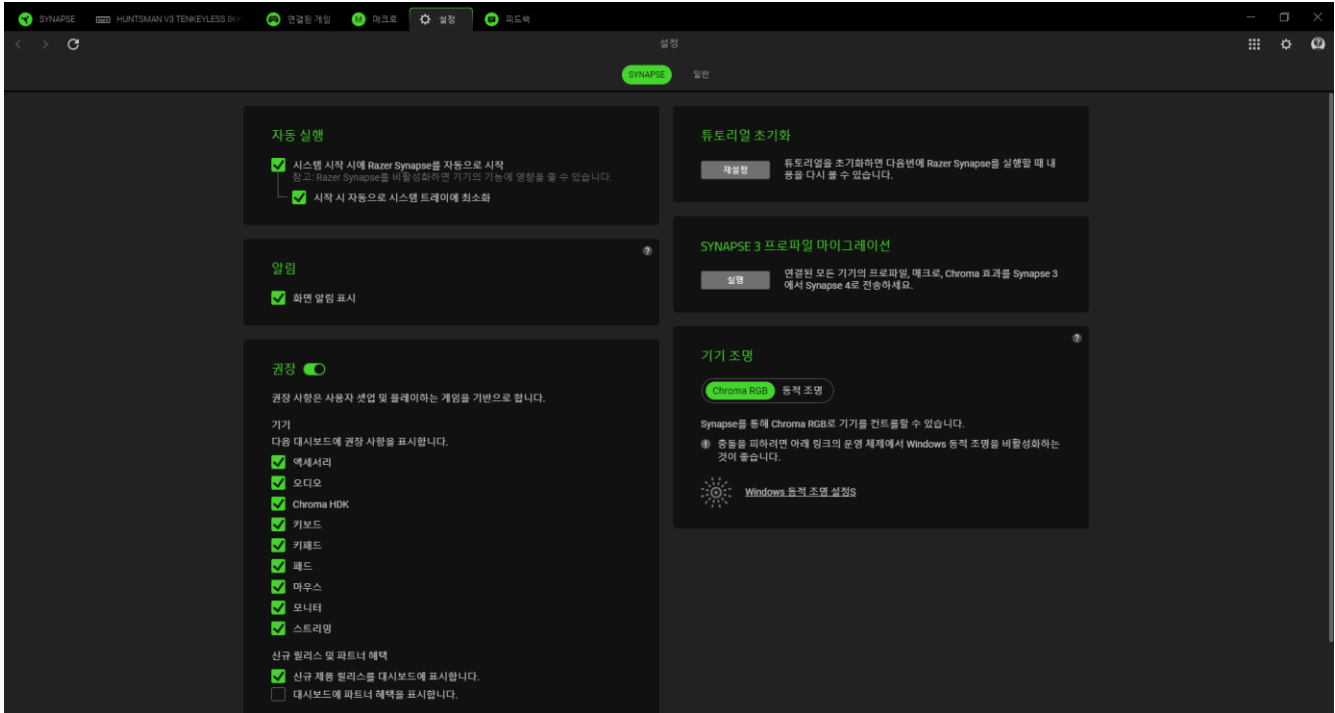 SYNAPSE
HUNTSMAN V3 TENKEYLESS 8KH
연결된 게임
매크로
설정
피드백
설정
SYNAPSE
일반
자동 실행
시스템 시작 시에 Razer Synapse를 자동으로 시작
참고: Razer Synapse를 비활성화하면 기기의 기능에 영향을 줄 수 있습니다.
시작 시 자동으로 시스템 트레이에 최소화
알림
화면 알림 표시
권장
권장 사항은 사용자 셋업 및 플레이하는 게임을 기반으로 합니다.
기기
다음 대시보드에 권장 사항을 표시합니다.
액세서리
오디오
Chroma HDK
키보드
키패드
패드
마우스
모니터
스트리밍
신규 릴리스 및 파트너 혜택
신규 제품 릴리스를 대시보드에 표시합니다.
대시보드에 파트너 혜택을 표시합니다.
튜토리얼 초기화
재설정
튜토리얼을 초기화하면 다음번에 Razer Synapse를 실행할 때 내
용을 다시 볼 수 있습니다.
SYNAPSE 3 프로파일 마이그레이션
실행
연결된 모든 기기의 프로파일, 매크로, Chroma 효과를 Synapse 3
에서 Synapse 4로 전송하세요.
기기 조명
Chroma RGB
동적 조명
Synapse를 통해 Chroma RGB로 기기를 컨트롤할 수 있습니다.
충돌을 피하려면 아래 링크의 운영 체제에서 Windows 동적 조명을 비활성화하는
것이 좋습니다.
Windows 동적 조명 설정S